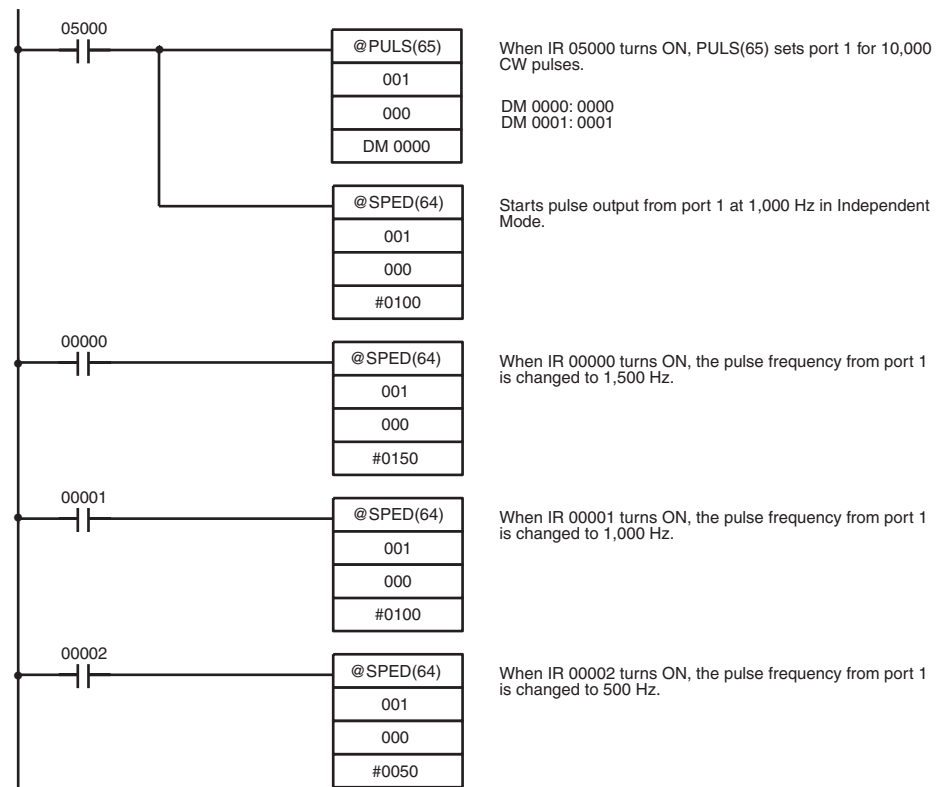 05000
@PULS(65)
When IR 05000 turns ON, PULS(65) sets port 1 for 10,000
CW pulses.
001
000
DM 0000: 0000
DM 0001: 0001
DM 0000
@SPED(64)
Starts pulse output from port 1 at 1,000 Hz in Independent
Mode.
001
000
#0100
00000
@SPED(64)
When IR 00000 turns ON, the pulse frequency from port 1
is changed to 1,500 Hz.
001
000
#0150
00001
@SPED(64)
When IR 00001 turns ON, the pulse frequency from port 1
is changed to 1,000 Hz.
001
000
#0100
00002
@SPED(64)
When IR 00002 turns ON, the pulse frequency from port 1
is changed to 500 Hz.
001
000
#0050